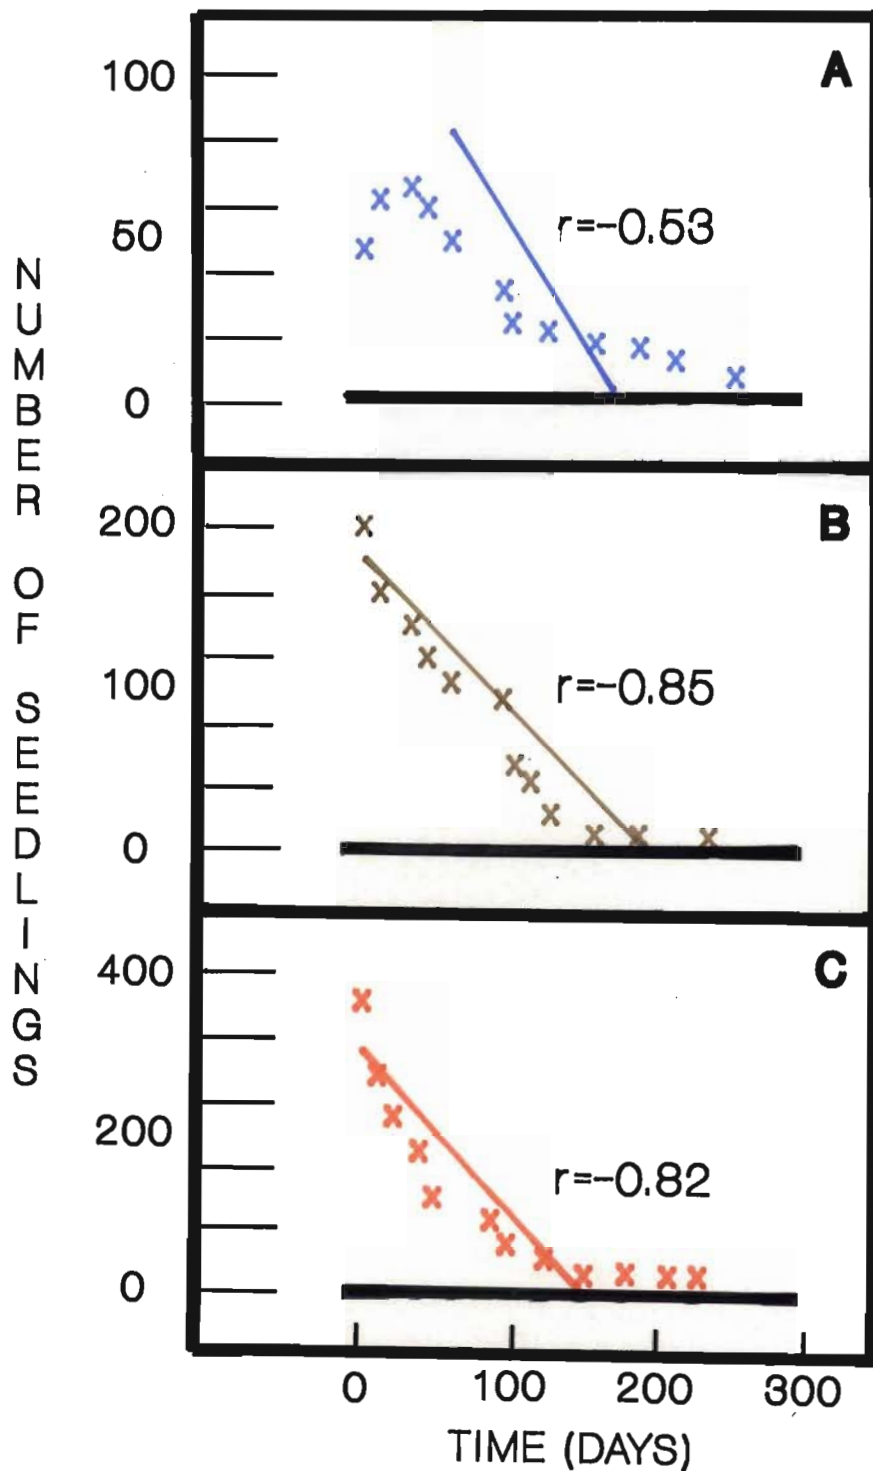 NUMBER OF SEEDLINGS
A
100
50
0
r=-0.53
B
200
100
0
r=-0.85
C
400
200
0
r=-0.82
0 100 200 300
TIME (DAYS)